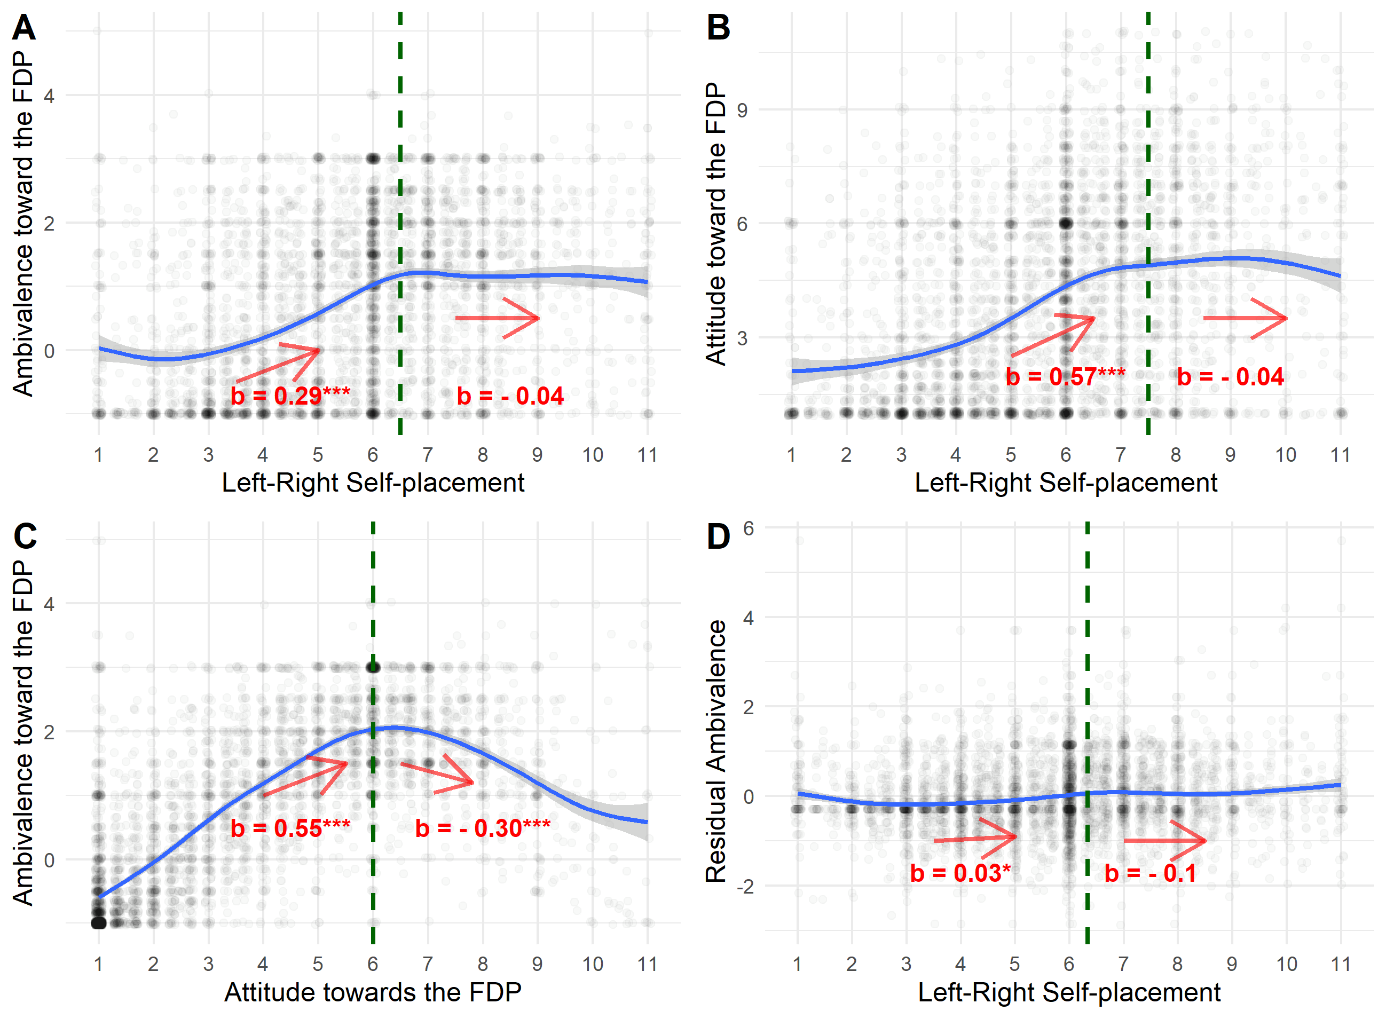 A
Ambivalence toward the FDP
4
2
0
b = 0.29***
b = - 0.04
1 2 3 4 5 6 7 8 9 10 11
Left-Right Self-placement
B
Attitude toward the FDP
9
6
3
b = 0.57***
b = - 0.04
1 2 3 4 5 6 7 8 9 10 11
Left-Right Self-placement
C
Ambivalence toward the FDP
4
2
0
b = 0.55***
b = - 0.30***
1 2 3 4 5 6 7 8 9 10 11
Attitude towards the FDP
D
Residual Ambivalence
6
4
2
0
-2
b = 0.03*
b = - 0.1
1 2 3 4 5 6 7 8 9 10 11
Left-Right Self-placement